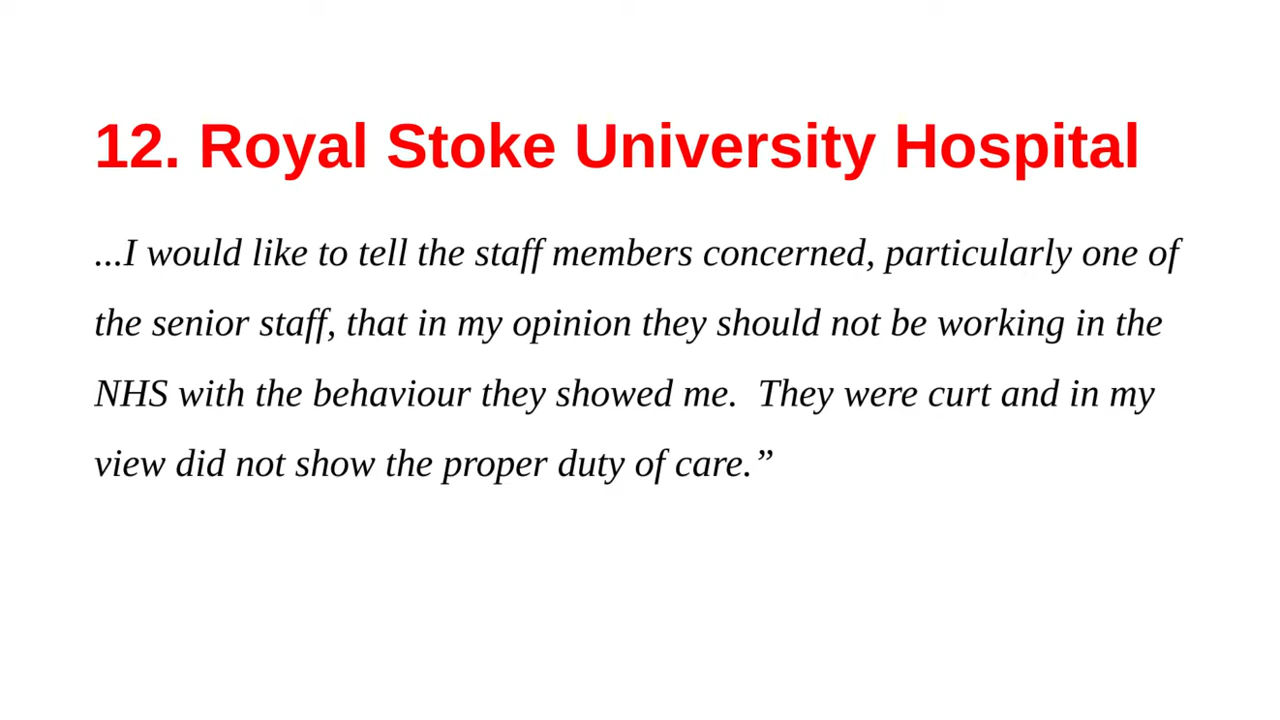 12. Royal Stoke University Hospital
...I would like to tell the staff members concerned, particularly one of
the senior staff, that in my opinion they should not be working in the
NHS with the behaviour they showed me.  They were curt and in my
view did not show the proper duty of care.”